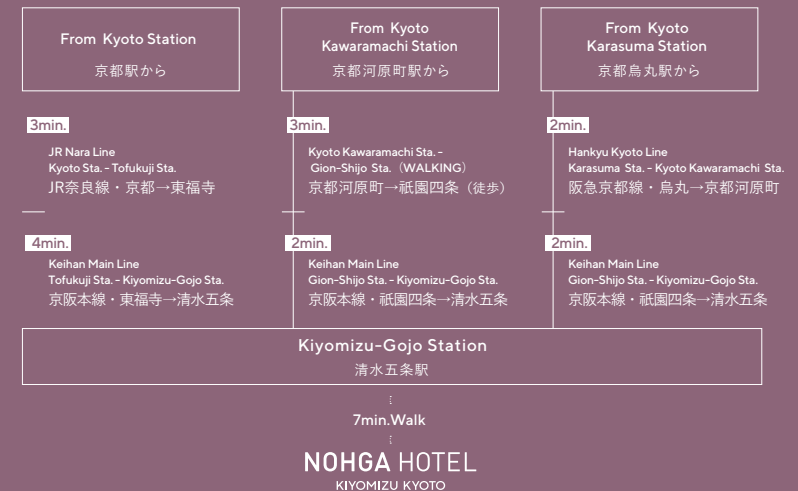 From Kyoto Station
京都駅から
3min.
JR Nara Line
Kyoto Sta. - Tofukuji Sta.
JR奈良線・京都→東福寺
4min.
Keihan Main Line
Tofukuji Sta. - Kiyomizu-Gojo Sta.
京阪本線・東福寺→清水五条
From Kyoto
Kawaramachi Station
京都河原町駅から
3min.
Kyoto Kawaramachi Sta. -
Gion-Shijo Sta.（WALKING）
京都河原町→祇園四条（徒歩）
2min.
Keihan Main Line
Gion-Shijo Sta. - Kiyomizu-Gojo Sta.
京阪本線・祇園四条→清水五条
From Kyoto
Karasuma Station
京都烏丸駅から
2min.
Hankyu Kyoto Line
Karasuma Sta. - Kyoto Kawaramachi Sta.
阪急京都線・烏丸→京都河原町
2min.
Keihan Main Line
Gion-Shijo Sta. - Kiyomizu-Gojo Sta.
京阪本線・祇園四条→清水五条
Kiyomizu-Gojo Station
清水五条駅
7min.Walk
NOHGA HOTEL
KIYOMIZU KYOTO